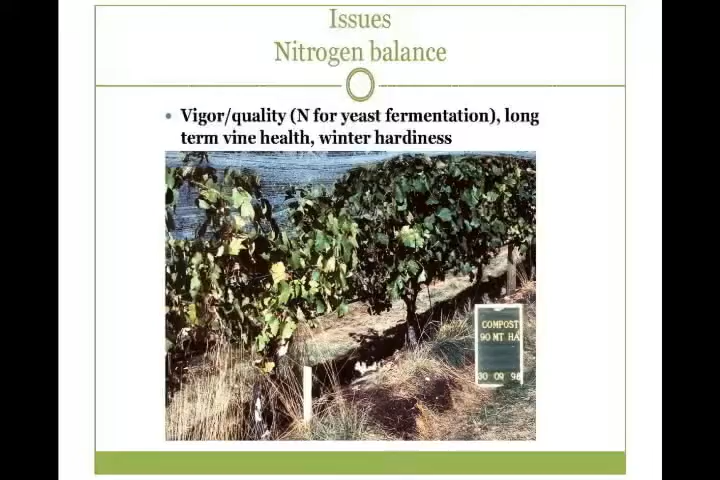 Issues
Nitrogen balance
• Vigor/quality (N for yeast fermentation), long
term vine health, winter hardiness
COMPOST
90 MT HA
30 09 98